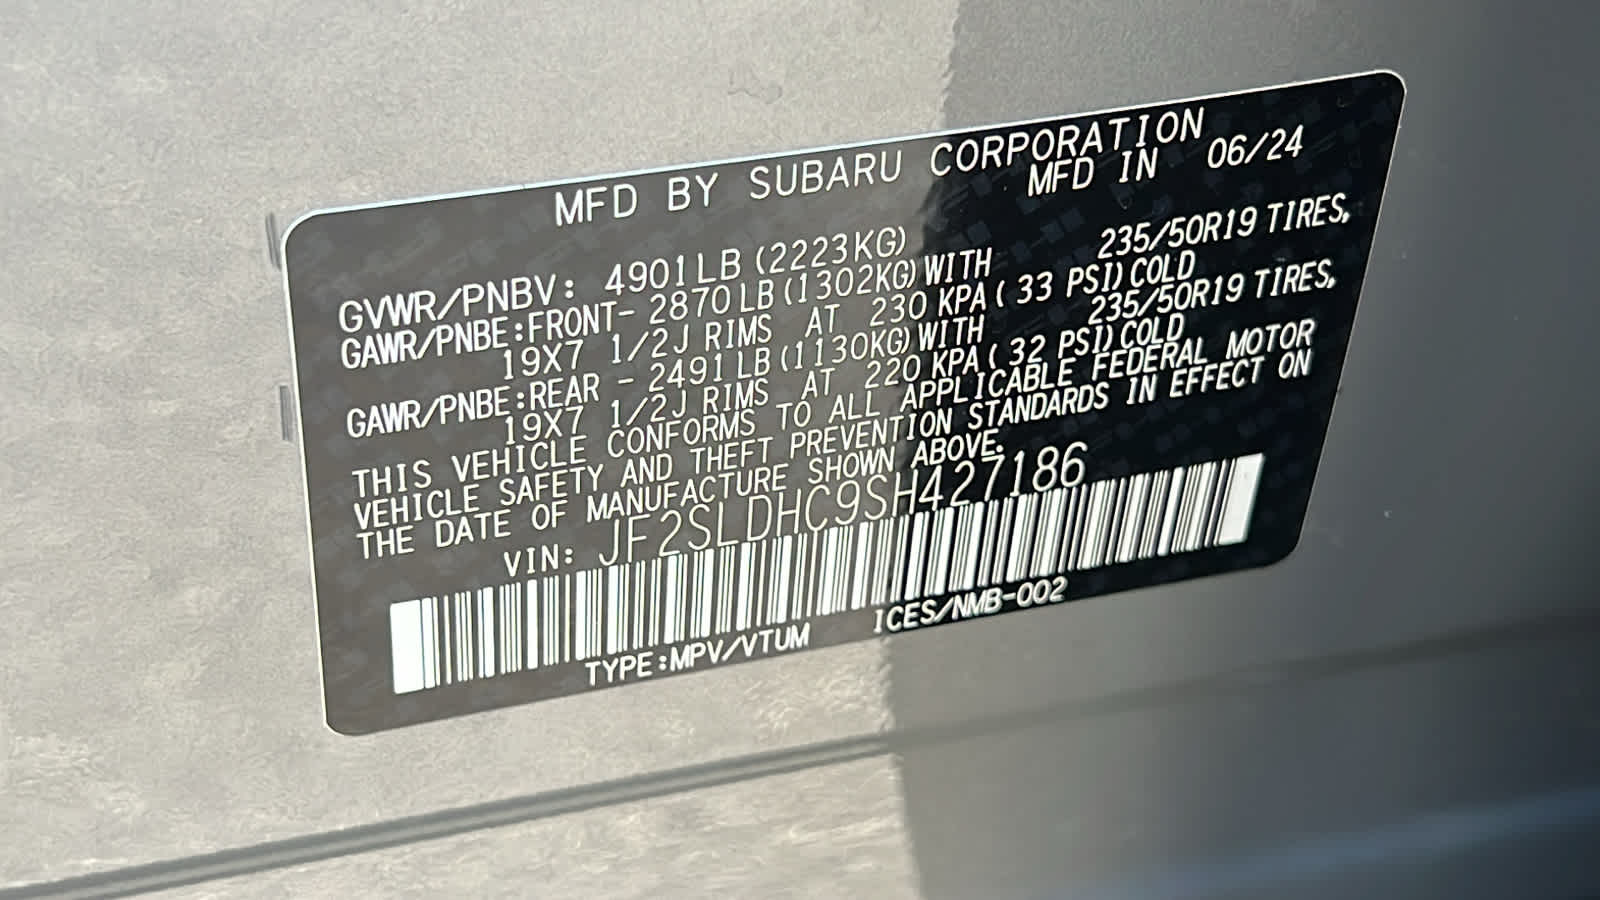 MFD BY SUBARU CORPORATION
MFD IN 06/24
GVWR/PNBV: 4901LB (2223KG)
GAWR/PNBE:FRONT- 2870LB(1302KG)WITH 235/50R19 TIRES,
19X7 1/2J RIMS AT 230 KPA( 33 PSI)COLD
GAWR/PNBE:REAR - 2491LB(1130KG)WITH 235/50R19 TIRES,
19X7 1/2J RIMS AT 220 KPA( 32 PSI)COLD
THIS VEHICLE CONFORMS TO ALL APPLICABLE FEDERAL MOTOR
VEHICLE SAFETY AND THEFT PREVENTION STANDARDS IN EFFECT ON
THE DATE OF MANUFACTURE SHOWN ABOVE.
VIN: JF2SLDHC9SH427186
TYPE:MPV/VTUM ICES/NMB-002